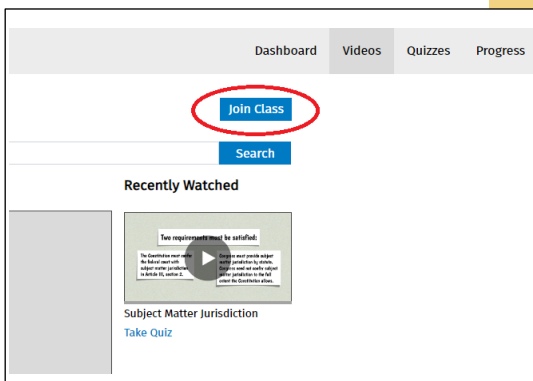 Dashboard Videos Quizzes Progress
Join Class
Search
Recently Watched
Two requirements must be satisfied:
The Constitution must confer
the federal court with
subject matter jurisdiction
in Article III, section 2.
Congress must provide subject
matter jurisdiction by statute.
Congress need not confer subject
matter jurisdiction to the full
extent the Constitution allows.
Subject Matter Jurisdiction
Take Quiz